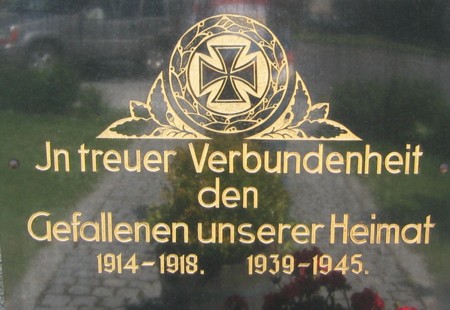 Jn treuer Verbundenheit
den
Gefallenen unserer Heimat
1914-1918. 1939-1945.